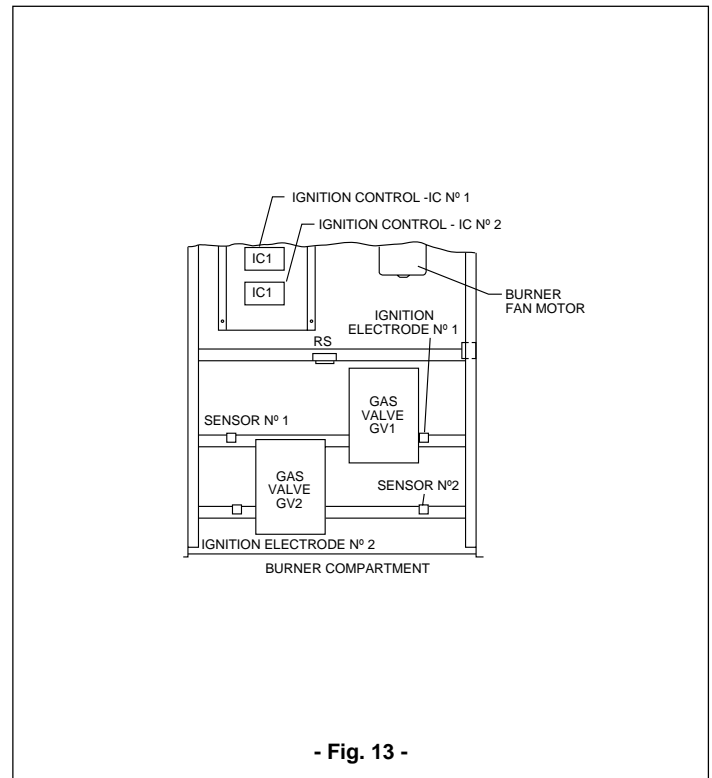 IGNITION CONTROL -IC Nº 1
IGNITION CONTROL - IC Nº 2
IC1
IC1
BURNER
FAN MOTOR
IGNITION
ELECTRODE Nº 1
RS
GAS
VALVE
GV1
SENSOR Nº 1
GAS
VALVE
GV2
SENSOR Nº2
IGNITION ELECTRODE Nº 2
BURNER COMPARTMENT
- Fig. 13 -